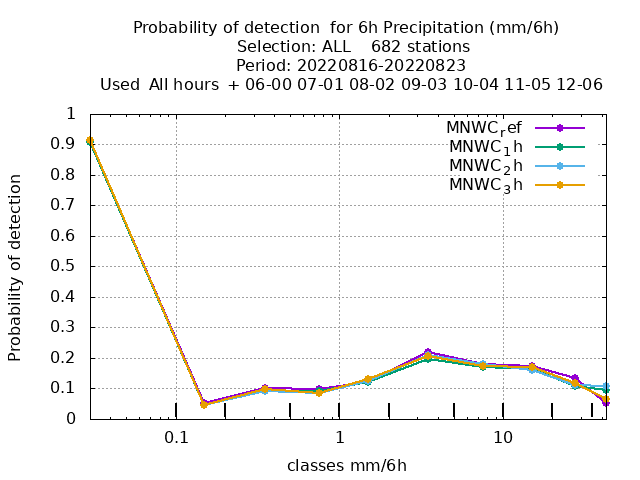 Probability of detection  for 6h Precipitation (mm/6h)
Selection: ALL    682 stations
Period: 20220816-20220823
Used  All hours  + 06-00 07-01 08-02 09-03 10-04 11-05 12-06
MNWC_ref
MNWC_1h
MNWC_2h
MNWC_3h
1
0.9
0.8
0.7
0.6
0.5
0.4
0.3
0.2
0.1
0
Probability of detection
0.1 1 10
classes mm/6h